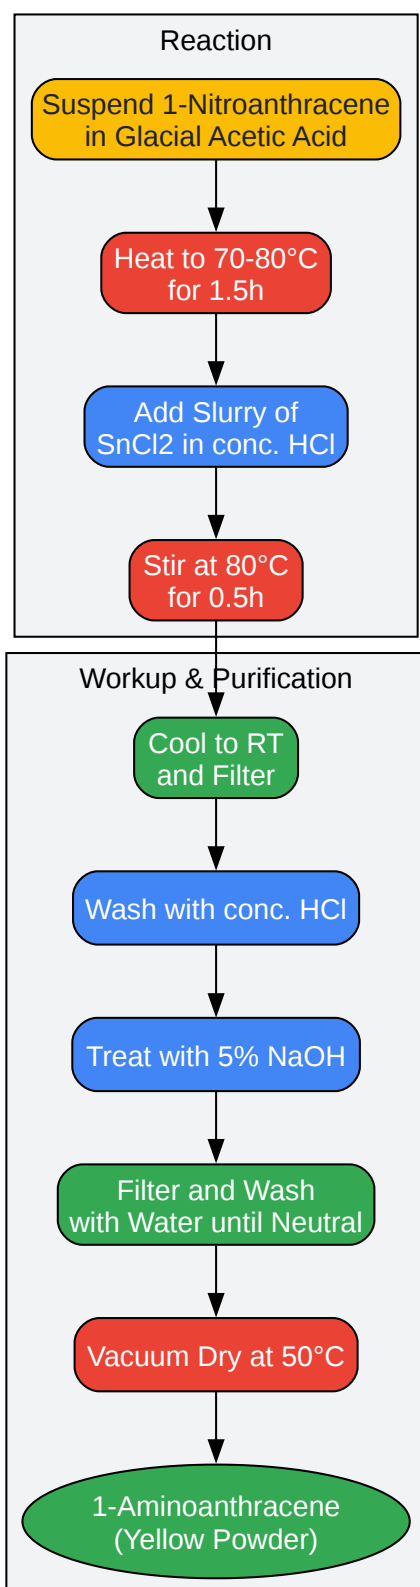 Reaction
Suspend 1-Nitroanthracene
in Glacial Acetic Acid
Heat to 70-80°C
for 1.5h
Add Slurry of
SnCl2 in conc. HCl
Stir at 80°C
for 0.5h
Workup & Purification
Cool to RT
and Filter
Wash with conc. HCl
Treat with 5% NaOH
Filter and Wash
with Water until Neutral
Vacuum Dry at 50°C
1-Aminoanthracene
(Yellow Powder)